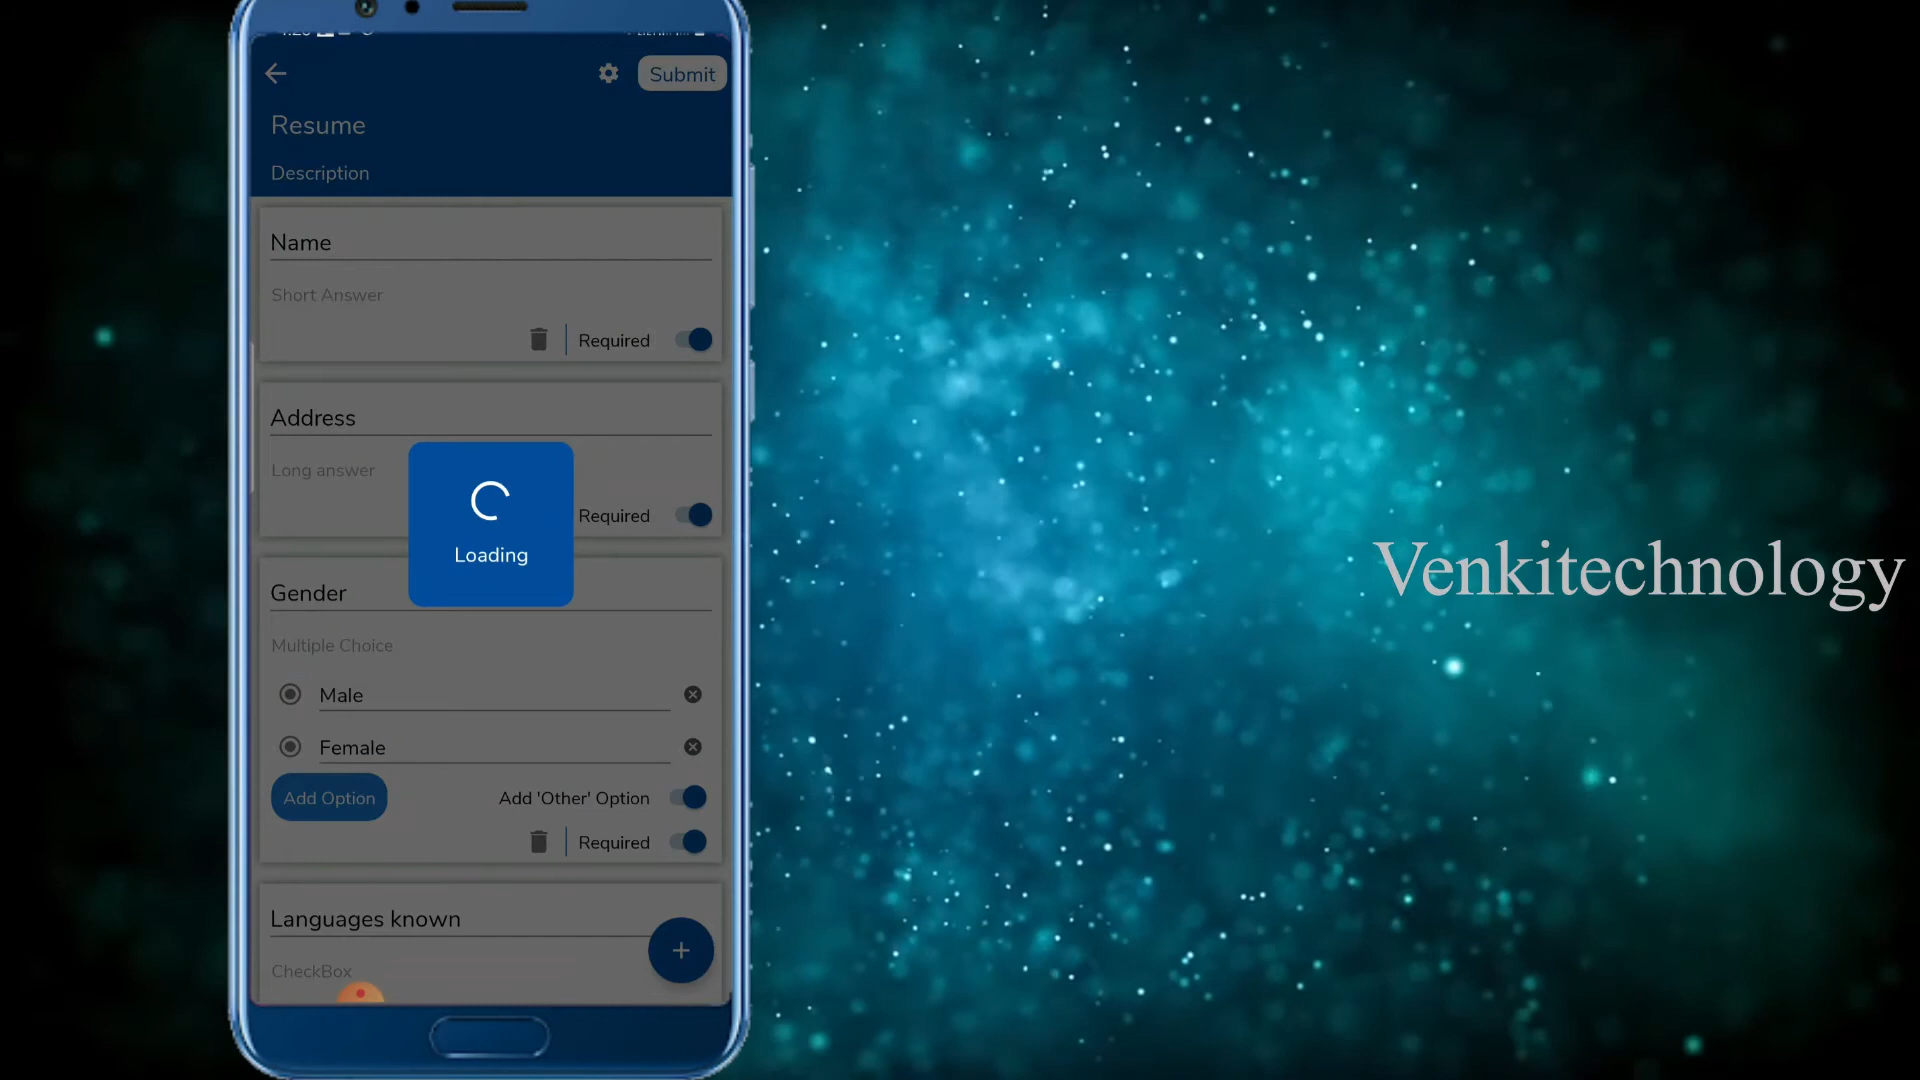 Submit
Resume
Description
Name
Short Answer
Required
Address
Long answer
Required
Loading
Gender
Multiple Choice
Male
Female
Add Option
Add 'Other' Option
Required
Languages known
CheckBox
Venkitechnology